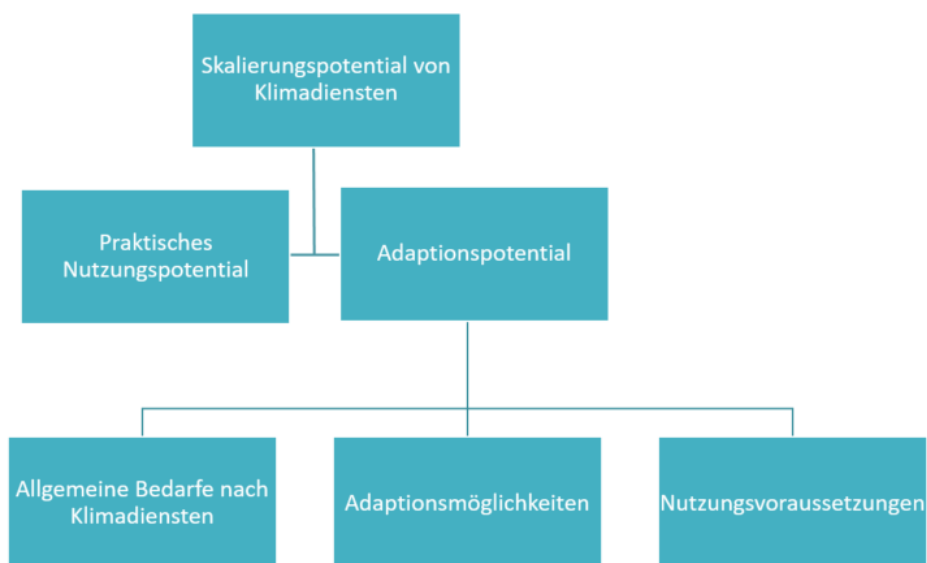 Skalierungspotential von
Klimadiensten
Praktisches
Nutzungspotential
Adaptionspotential
Allgemeine Bedarfe nach
Klimadiensten
Adaptionsmöglichkeiten
Nutzungsvoraussetzungen